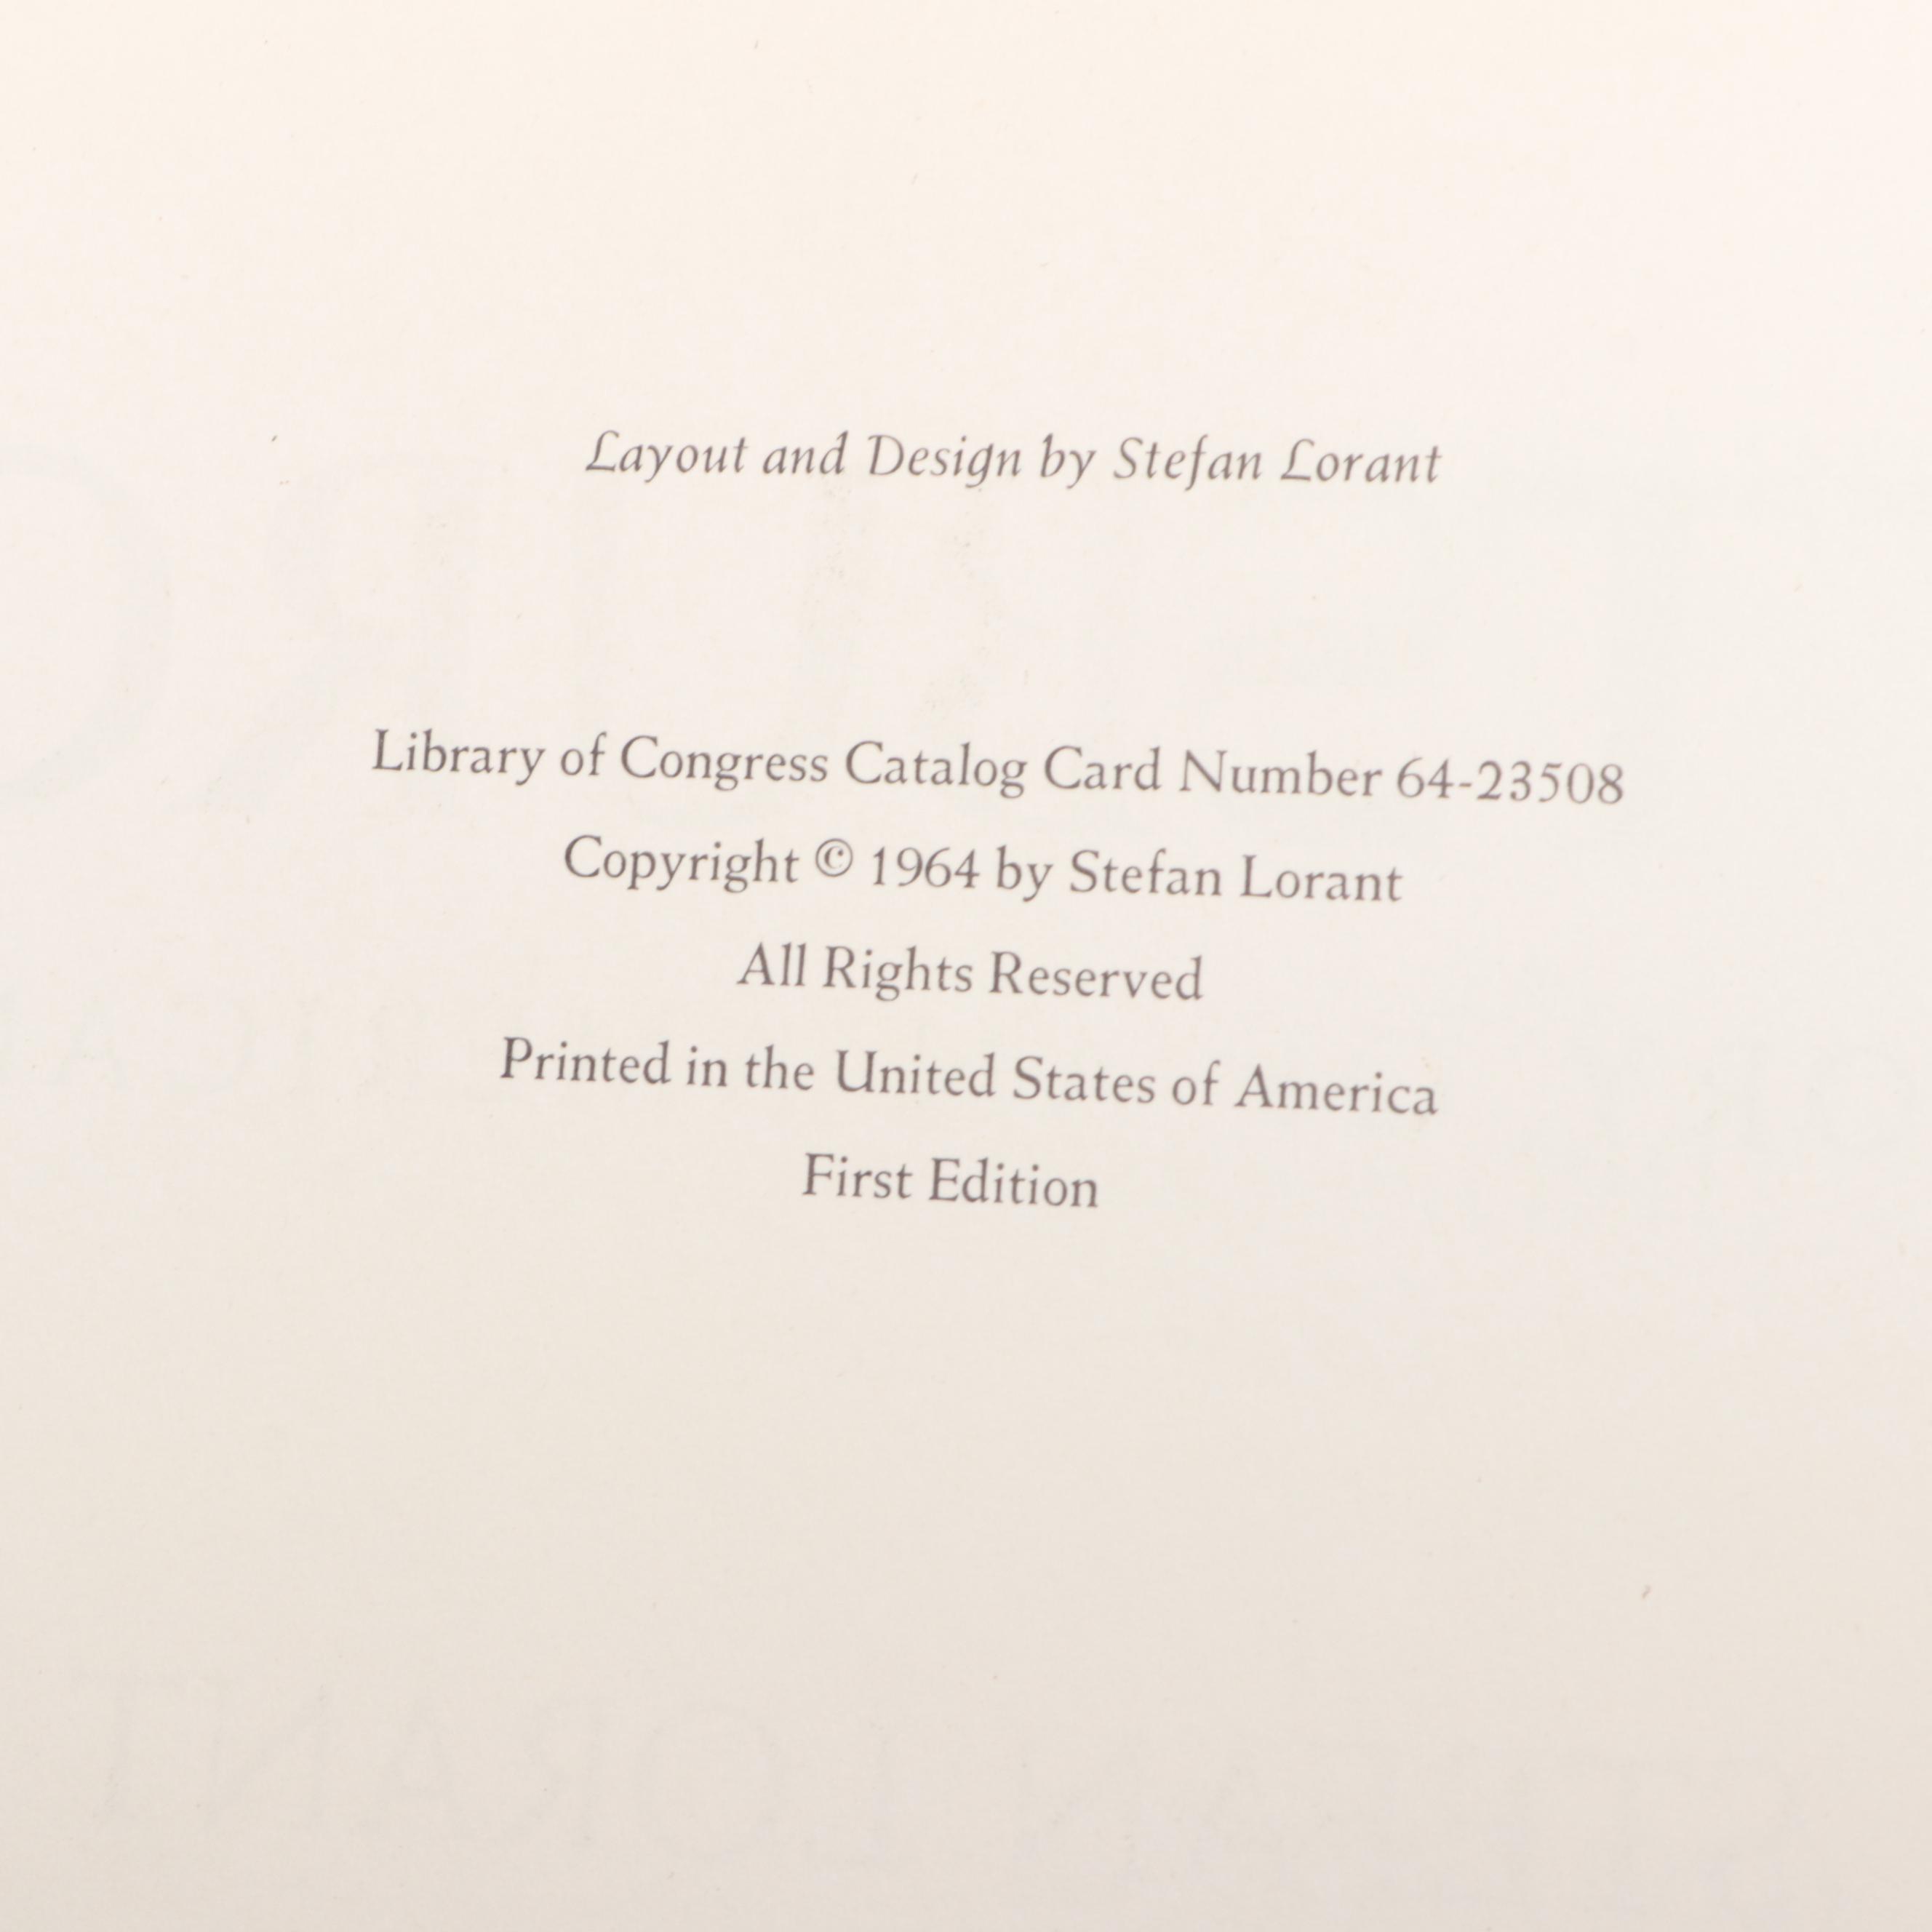 Layout and Design by Stefan Lorant
Library of Congress Catalog Card Number 64-23508
Copyright © 1964 by Stefan Lorant
All Rights Reserved
Printed in the United States of America
First Edition